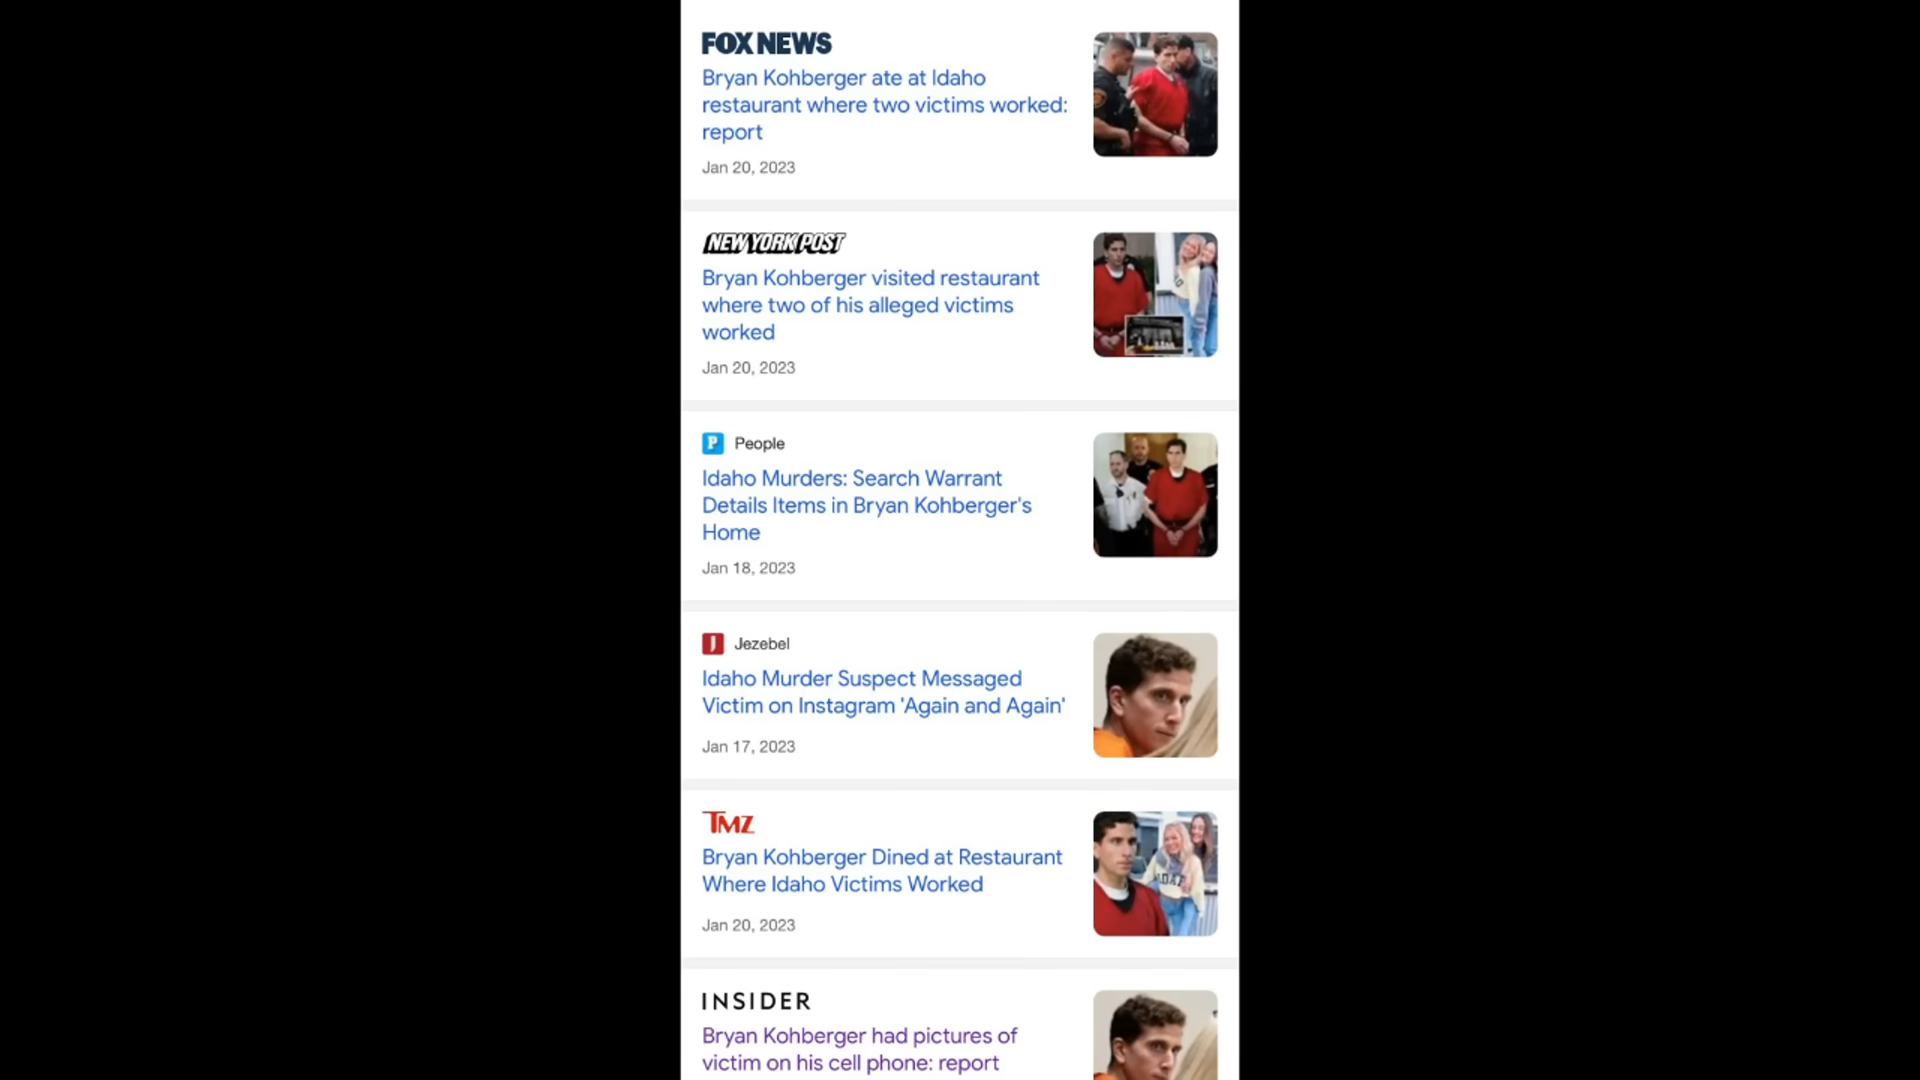 FOX NEWS
Bryan Kohberger ate at Idaho
restaurant where two victims worked:
report
Jan 20, 2023
NEW YORK POST
Bryan Kohberger visited restaurant
where two of his alleged victims
worked
Jan 20, 2023
P People
Idaho Murders: Search Warrant
Details Items in Bryan Kohberger's
Home
Jan 18, 2023
J Jezebel
Idaho Murder Suspect Messaged
Victim on Instagram 'Again and Again'
Jan 17, 2023
TMZ
Bryan Kohberger Dined at Restaurant
Where Idaho Victims Worked
Jan 20, 2023
INSIDER
Bryan Kohberger had pictures of
victim on his cell phone: report